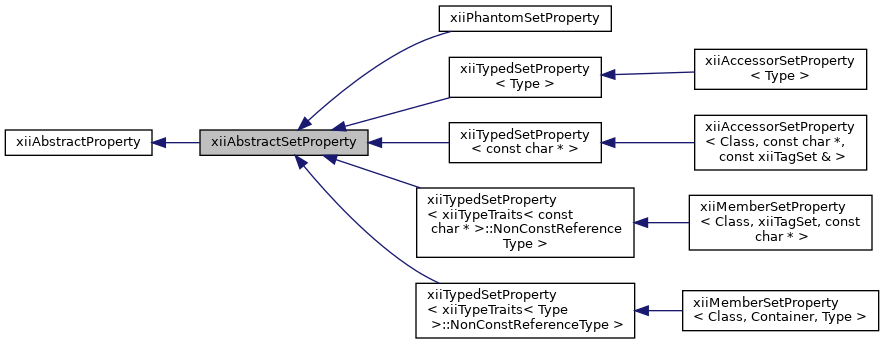 xiiPhantomSetProperty
xiiTypedSetProperty
< Type >
xiiAccessorSetProperty
< Type >
xiiAbstractProperty
xiiAbstractSetProperty
xiiTypedSetProperty
< const char * >
xiiAccessorSetProperty
< Class, const char *,
const xiiTagSet & >
xiiTypedSetProperty
< xiiTypeTraits< const
char * >::NonConstReference
Type >
xiiMemberSetProperty
< Class, xiiTagSet, const
char * >
xiiTypedSetProperty
< xiiTypeTraits< Type
>::NonConstReferenceType >
xiiMemberSetProperty
< Class, Container, Type >